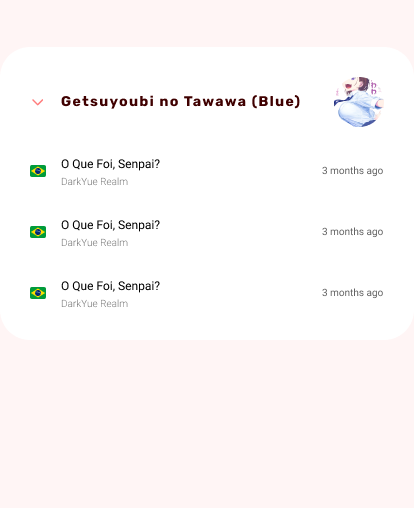 Getsuyoubi no Tawawa (Blue)
O Que Foi, Senpai?
DarkYue Realm
3 months ago
O Que Foi, Senpai?
DarkYue Realm
3 months ago
O Que Foi, Senpai?
DarkYue Realm
3 months ago